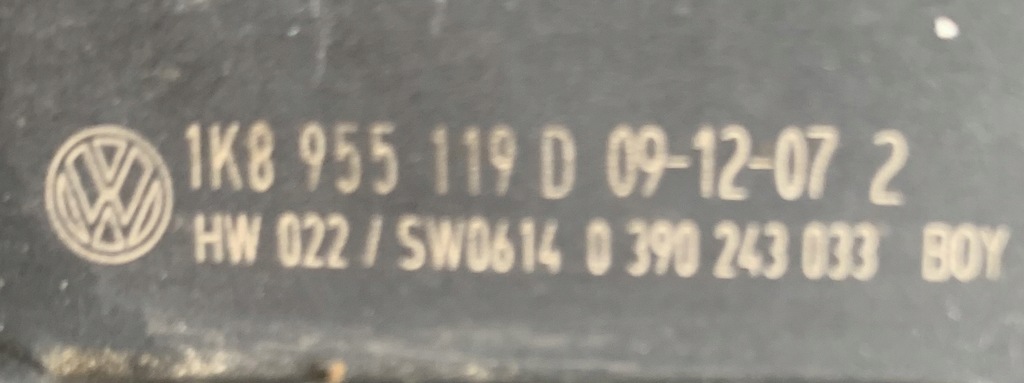 1K8 955 119 D 09-12-07 2
HW 022 / SW0614 0 390 243 033 BOY